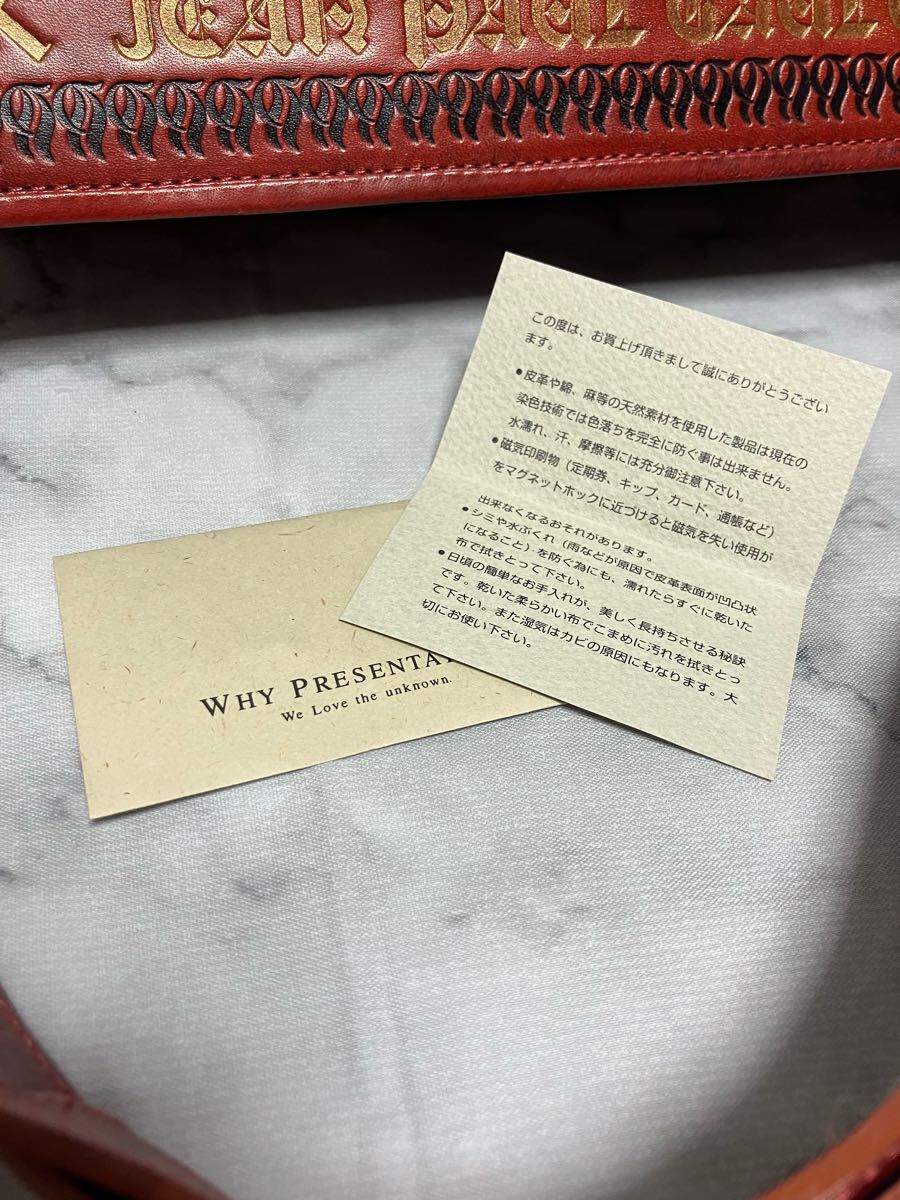 JEAN PAUL GAUL
この度は、お買上げ頂きまして誠にありがとうござい
ます。
●皮革や綿、麻等の天然素材を使用した製品は現在の
染色技術では色落ちを完全に防ぐ事は出来ません。
水濡れ、汗、摩擦等には充分御注意下さい。
●磁気印刷物（定期券、キップ、カード、通帳など）
をマグネットホックに近づけると磁気を失い使用が
出来なくなるおそれがあります。
●シミや水ぶくれ（雨などが原因で皮革表面が凹凸状
になること）を防ぐ為にも、濡れたらすぐに乾いた
布で拭きとって下さい。
●日頃の簡単なお手入れが、美しく長持ちさせる秘訣
です。乾いた柔らかい布でこまめに汚れを拭きとっ
て下さい。また湿気はカビの原因にもなります。大
切にお使い下さい。
WHY PRESENTA
We Love the unknown.